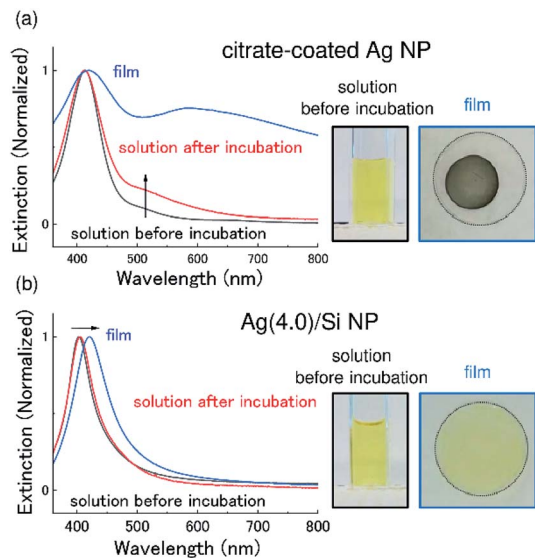 (a)
citrate-coated Ag NP
film
solution after incubation
solution before incubation
Extinction (Normalized)
1
0
400 500 600 700 800
Wavelength (nm)
solution
before incubation
film
(b)
Ag(4.0)/Si NP
film
solution after incubation
solution before incubation
Extinction (Normalized)
1
0
400 500 600 700 800
Wavelength (nm)
solution
before incubation
film